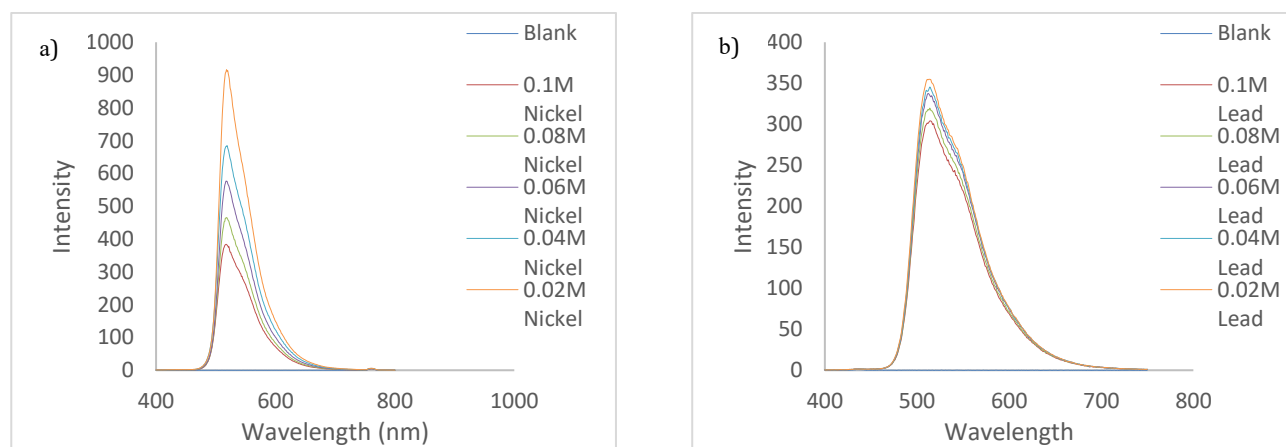 a)
1000
900
800
700
600
500
400
300
200
100
0
400
600
800
1000
Intensity
Wavelength (nm)
Blank
0.1M
Nickel
0.08M
Nickel
0.06M
Nickel
0.04M
Nickel
0.02M
Nickel
b)
400
350
300
250
200
150
100
50
0
400
500
600
700
800
Intensity
Wavelength
Blank
0.1M
Lead
0.08M
Lead
0.06M
Lead
0.04M
Lead
0.02M
Lead